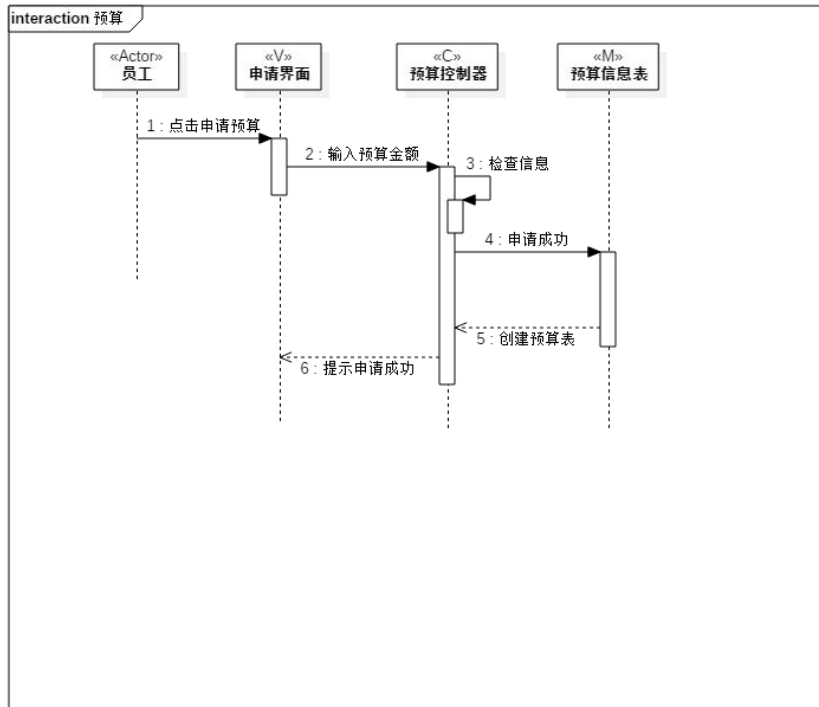 interaction 预算
«Actor»
员工
«V»
申请界面
«C»
预算控制器
«M»
预算信息表
1 : 点击申请预算
2 : 输入预算金额
3 : 检查信息
4 : 申请成功
5 : 创建预算表
6 : 提示申请成功